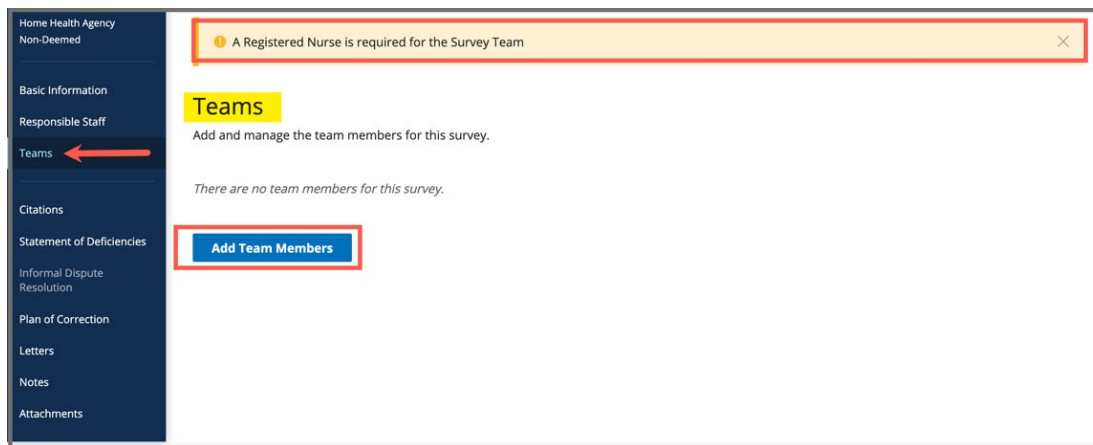 Home Health Agency
Non-Deemed
A Registered Nurse is required for the Survey Team
Basic Information
Responsible Staff
Teams
Citations
Statement of Deficiencies
Informal Dispute
Resolution
Plan of Correction
Letters
Notes
Attachments
Teams
Add and manage the team members for this survey.
There are no team members for this survey.
Add Team Members